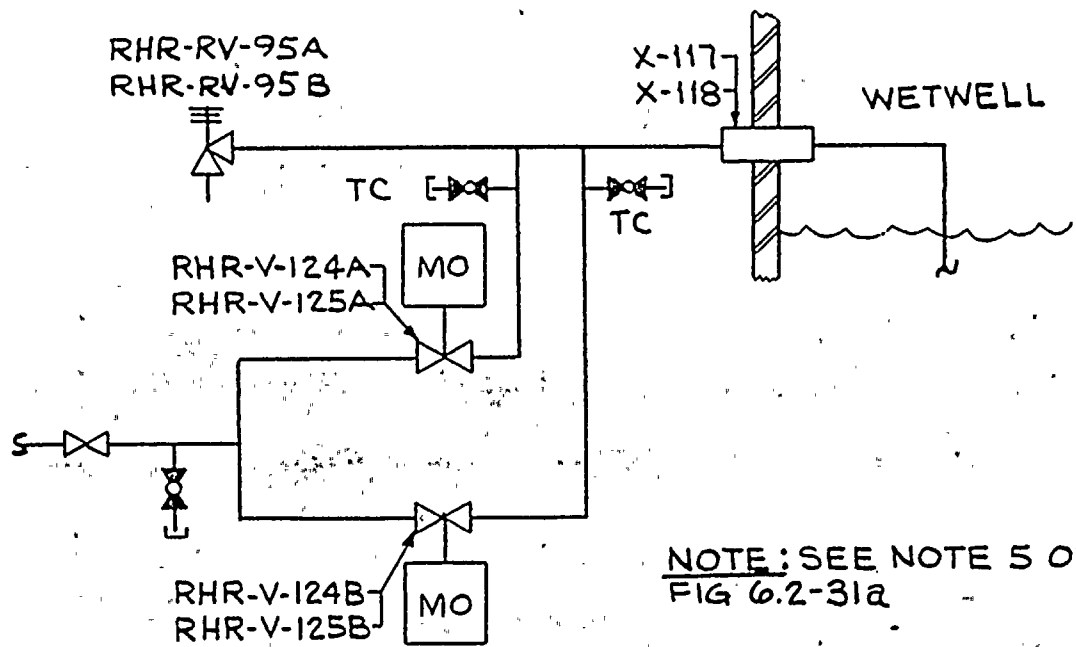 RHR-RV-95A
RHR-RV-95B
X-117
X-118
WETWELL
TC
TC
MO
RHR-V-124A
RHR-V-125A
RHR-V-124B
RHR-V-125B
MO
NOTE: SEE NOTE 5 O
FIG 6.2-31a